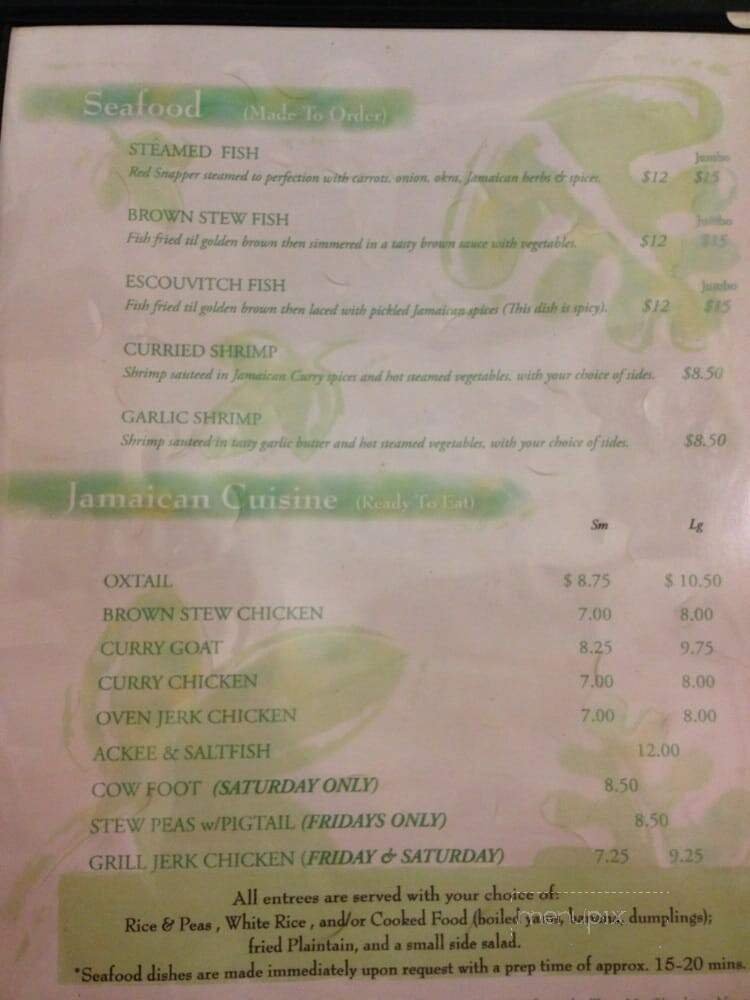 Seafood (Made To Order)
STEAMED FISH Jumbo
Red Snapper steamed to perfection with carrots, onion, okra, Jamaican herbs & spices. $12 $15
BROWN STEW FISH Jumbo
Fish fried til golden brown then simmered in a tasty brown sauce with vegetables. $12 $15
ESCOUVITCH FISH Jumbo
Fish fried til golden brown then laced with pickled Jamaican spices (This dish is spicy). $12 $15
CURRIED SHRIMP
Shrimp sauteed in Jamaican Curry spices and hot steamed vegetables, with your choice of sides. $8.50
GARLIC SHRIMP
Shrimp sauteed in tasty garlic butter and hot steamed vegetables, with your choice of sides. $8.50
Jamaican Cuisine (Ready To Eat)
Sm Lg
OXTAIL $ 8.75 $ 10.50
BROWN STEW CHICKEN 7.00 8.00
CURRY GOAT 8.25 9.75
CURRY CHICKEN 7.00 8.00
OVEN JERK CHICKEN 7.00 8.00
ACKEE & SALTFISH 12.00
COW FOOT (SATURDAY ONLY) 8.50
STEW PEAS w/PIGTAIL (FRIDAYS ONLY) 8.50
GRILL JERK CHICKEN (FRIDAY & SATURDAY) 7.25 9.25
All entrees are served with your choice of:
Rice & Peas , White Rice , and/or Cooked Food (boiled yams, banana, dumplings);
menupix
fried Plaintain, and a small side salad.
*Seafood dishes are made immediately upon request with a prep time of approx. 15-20 mins.